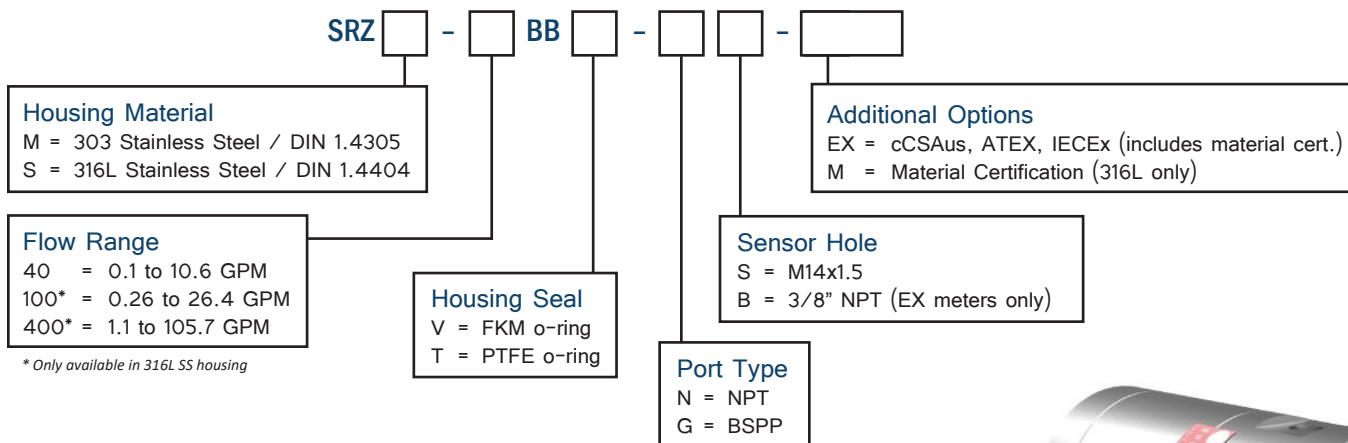 SRZ - BB - -
Housing Material
M = 303 Stainless Steel / DIN 1.4305
S = 316L Stainless Steel / DIN 1.4404
Additional Options
EX = cCSAus, ATEX, IECEx (includes material cert.)
M = Material Certification (316L only)
Flow Range
40 = 0.1 to 10.6 GPM
100* = 0.26 to 26.4 GPM
400* = 1.1 to 105.7 GPM
* Only available in 316L SS housing
Housing Seal
V = FKM o-ring
T = PTFE o-ring
Sensor Hole
S = M14x1.5
B = 3/8” NPT (EX meters only)
Port Type
N = NPT
G = BSPP